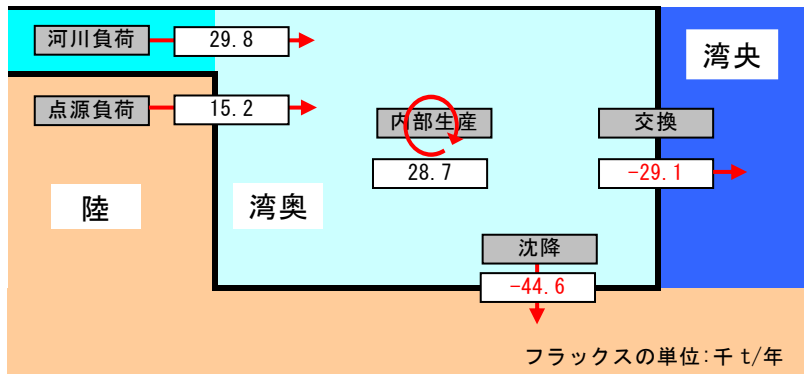 河川負荷 29.8
湾央
点源負荷 15.2
内部生産
交換
28.7
-29.1
陸
湾奥
沈降
-44.6
フラックスの単位:千t/年